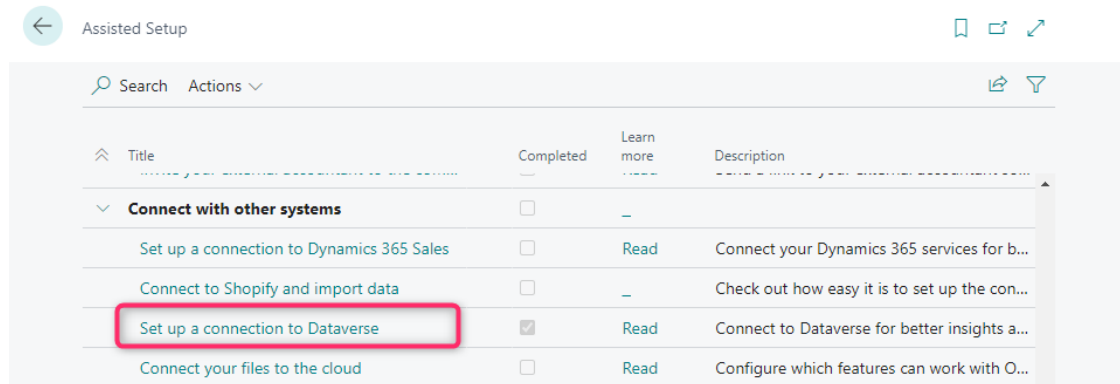 Assisted Setup
Search Actions
Learn
Title Completed more Description
Connect with other systems _
Set up a connection to Dynamics 365 Sales Read Connect your Dynamics 365 services for b...
Connect to Shopify and import data _ Check out how easy it is to set up the con...
Set up a connection to Dataverse Read Connect to Dataverse for better insights a...
Connect your files to the cloud Read Configure which features can work with O...